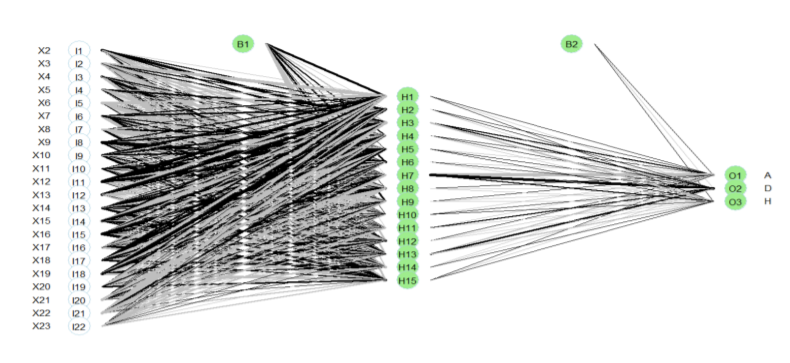 B1 B2
X2 I1
X3 I2
X4 I3
X5 I4 H1
X6 I5 H2
X7 I6 H3
X8 I7 H4
X9 I8 H5
X10 I9 H6
X11 I10 H7 O1 A
X12 I11 H8 O2 D
X13 I12 H9 O3 H
X14 I13 H10
X15 I14 H11
X16 I15 H12
X17 I16 H13
X18 I17 H14
X19 I18 H15
X20 I19
X21 I20
X22 I21
X23 I22